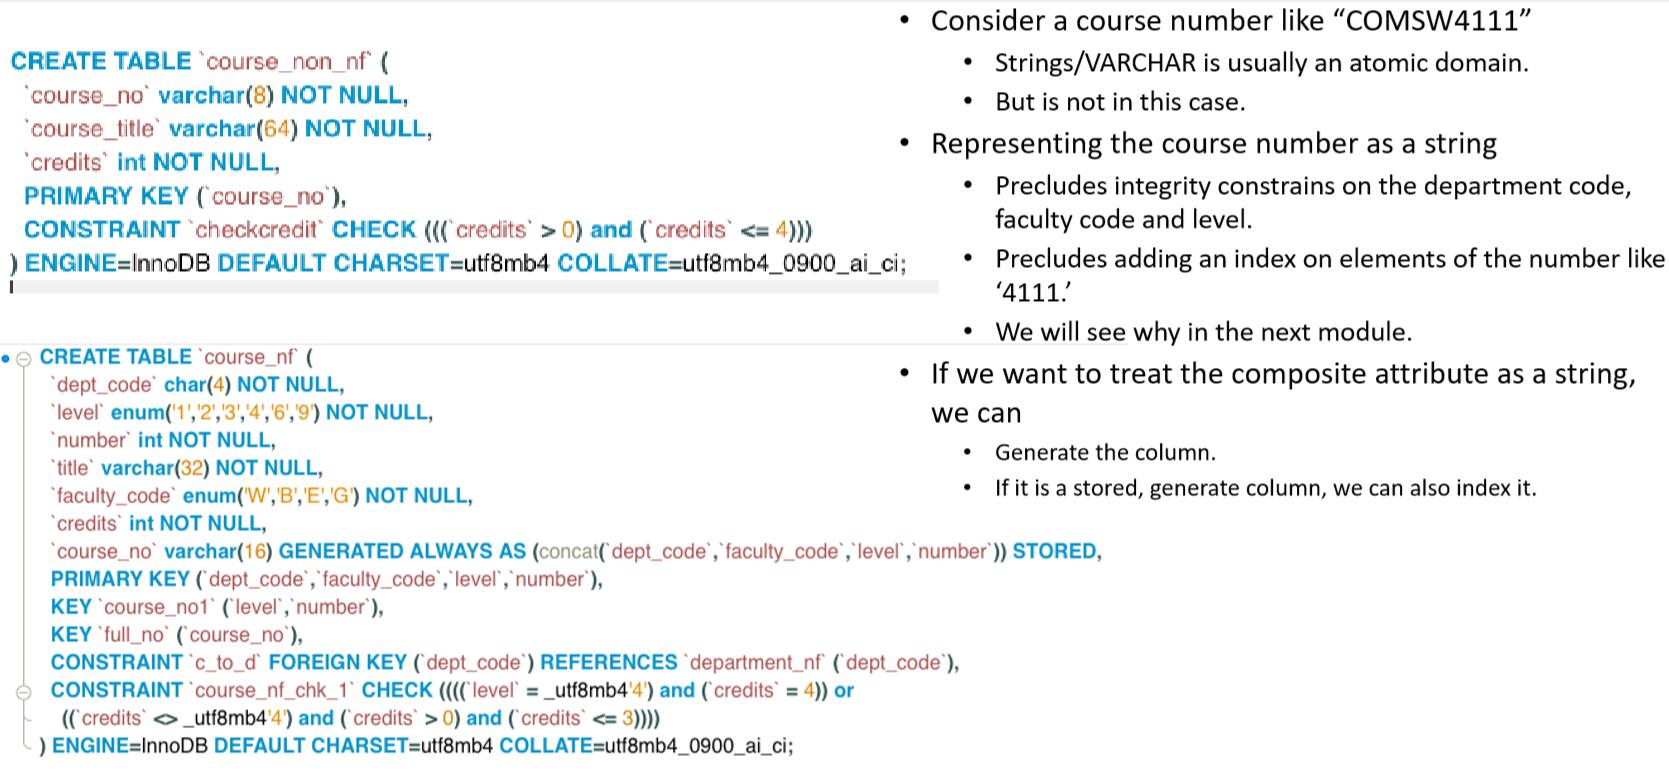 CREATE TABLE `course_non_nf` (
`course_no` varchar(8) NOT NULL,
`course_title` varchar(64) NOT NULL,
`credits` int NOT NULL,
PRIMARY KEY (`course_no`),
CONSTRAINT `checkcredit` CHECK (((`credits` > 0) and (`credits` <= 4)))
) ENGINE=InnoDB DEFAULT CHARSET=utf8mb4 COLLATE=utf8mb4_0900_ai_ci;
CREATE TABLE `course_nf` (
`dept_code` char(4) NOT NULL,
`level` enum('1','2','3','4','6','9') NOT NULL,
`number` int NOT NULL,
`title` varchar(32) NOT NULL,
`faculty_code` enum('W','B','E','G') NOT NULL,
`credits` int NOT NULL,
`course_no` varchar(16) GENERATED ALWAYS AS (concat(`dept_code`,`faculty_code`,`level`,`number`)) STORED,
PRIMARY KEY (`dept_code`,`faculty_code`,`level`,`number`),
KEY `course_no1` (`level`,`number`),
KEY `full_no` (`course_no`),
CONSTRAINT `c_to_d` FOREIGN KEY (`dept_code`) REFERENCES `department_nf` (`dept_code`),
CONSTRAINT `course_nf_chk_1` CHECK ((((`level` = _utf8mb4'4') and (`credits` = 4)) or
((`credits` <> _utf8mb4'4') and (`credits` > 0) and (`credits` <= 3))))
) ENGINE=InnoDB DEFAULT CHARSET=utf8mb4 COLLATE=utf8mb4_0900_ai_ci;
• Consider a course number like “COMSW4111”
• Strings/VARCHAR is usually an atomic domain.
• But is not in this case.
• Representing the course number as a string
• Precludes integrity constrains on the department code,
faculty code and level.
• Precludes adding an index on elements of the number like
‘4111.’
• We will see why in the next module.
• If we want to treat the composite attribute as a string,
we can
• Generate the column.
• If it is a stored, generate column, we can also index it.